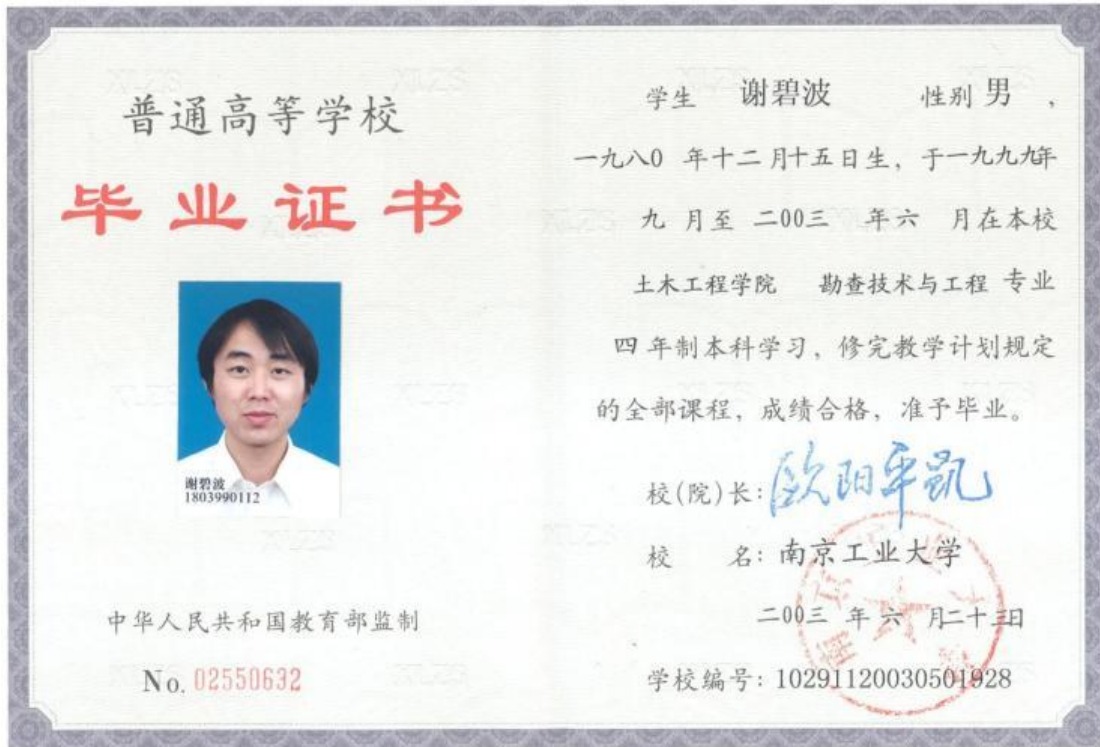 普通高等学校
毕业证书
谢碧波
1803990112
中华人民共和国教育部监制
No. 02550632
学生 谢碧波 性别 男 ,
一九八0 年十二月十五日生, 于一九九九年
九 月至 二00三 年六 月在本校
土木工程学院 勘查技术与工程 专业
四 年制本科学习, 修完教学计划规定
的全部课程, 成绩合格, 准予毕业。
校(院)长: 欧阳平凯
校 名: 南京工业大学
二00三 年 六 月二十三日
学校编号: 10291120030501928